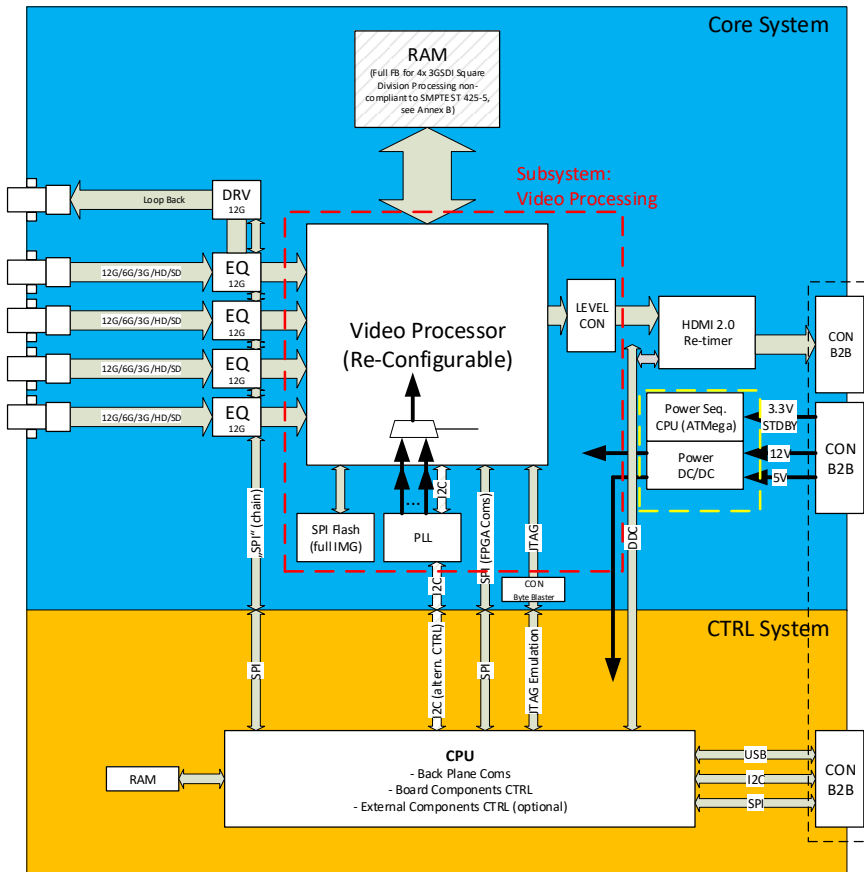 Core System
RAM
(Full FB for 4x 3GSDI Square
Division Processing non-
compliant to SMPTE ST 425-5,
see Annex B)
Subsystem:
Video Processing
Loop Back
DRV
12G
12G/6G/3G/HD/SD
EQ
12G
12G/6G/3G/HD/SD
EQ
12G
12G/6G/3G/HD/SD
EQ
12G
12G/6G/3G/HD/SD
EQ
12G
Video Processor
(Re-Configurable)
LEVEL
CON
HDMI 2.0
Re-timer
CON
B2B
Power Seq.
CPU (ATMega)
Power
DC/DC
3.3V
STDBY
12V
5V
CON
B2B
SPI Flash
(full IMG)
...
PLL
I2C
„SPI“ (chain)
I2C
SPI (FPGA Coms)
JTAG
CON
Byte Blaster
DDC
CTRL System
SPI
I2C (altern. CTRL)
SPI
JTAG Emulation
RAM
CPU
- Back Plane Coms
- Board Components CTRL
- External Components CTRL (optional)
USB
I2C
SPI
CON
B2B